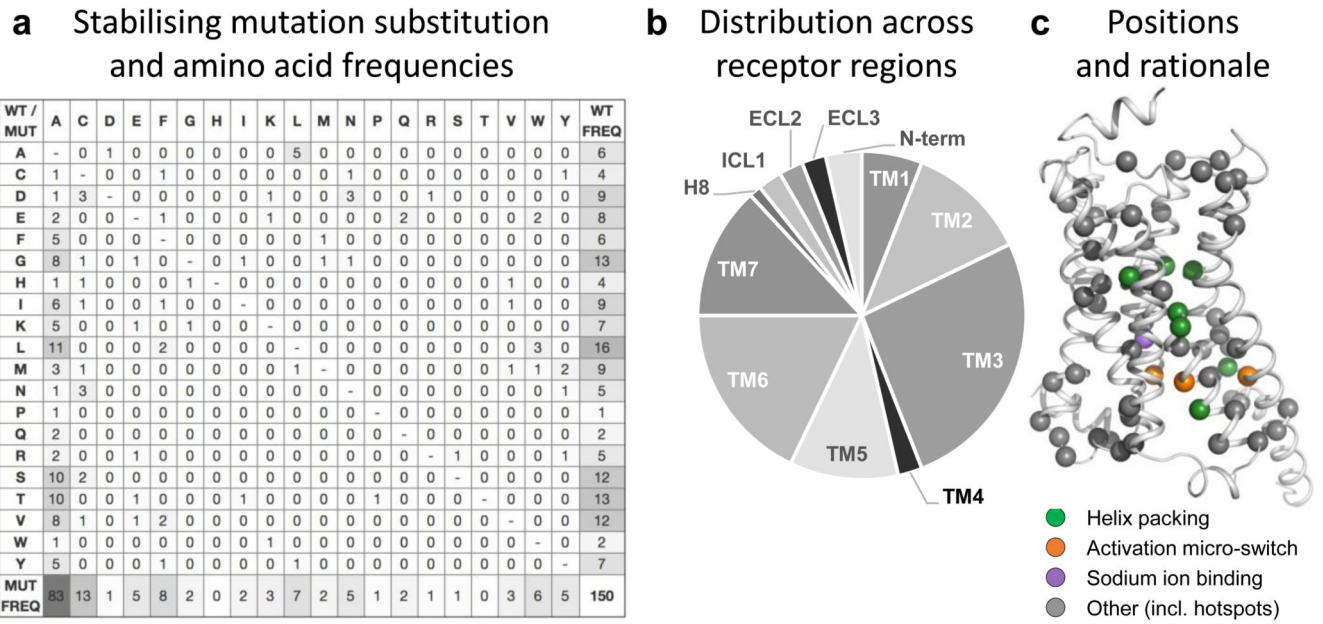 a Stabilising mutation substitution
and amino acid frequencies
WT / MUT A C D E F G H I K L M N P Q R S T V W Y WT FREQ
A - 0 1 0 0 0 0 0 0 5 0 0 0 0 0 0 0 0 0 0 6
C 1 - 0 0 1 0 0 0 0 0 0 1 0 0 0 0 0 0 0 1 4
D 1 3 - 0 0 0 0 0 1 0 0 3 0 0 1 0 0 0 0 0 9
E 2 0 0 - 1 0 0 0 1 0 0 0 0 2 0 0 0 0 2 0 8
F 5 0 0 0 - 0 0 0 0 0 1 0 0 0 0 0 0 0 0 0 6
G 8 1 0 1 0 - 0 1 0 0 1 1 0 0 0 0 0 0 0 0 13
H 1 1 0 0 0 1 - 0 0 0 0 0 0 0 0 0 0 1 0 0 4
I 6 1 0 0 1 0 0 - 0 0 0 0 0 0 0 0 0 1 0 0 9
K 5 0 0 1 0 1 0 0 - 0 0 0 0 0 0 0 0 0 0 0 7
L 11 0 0 0 2 0 0 0 0 - 0 0 0 0 0 0 0 0 3 0 16
M 3 1 0 0 0 0 0 0 0 1 - 0 0 0 0 0 0 1 1 2 9
N 1 3 0 0 0 0 0 0 0 0 0 - 0 0 0 0 0 0 0 1 5
P 1 0 0 0 0 0 0 0 0 0 0 0 - 0 0 0 0 0 0 0 1
Q 2 0 0 0 0 0 0 0 0 0 0 0 0 - 0 0 0 0 0 0 2
R 2 0 0 1 0 0 0 0 0 0 0 0 0 0 - 1 0 0 0 1 5
S 10 2 0 0 0 0 0 0 0 0 0 0 0 0 0 - 0 0 0 0 12
T 10 0 0 1 0 0 0 1 0 0 0 0 1 0 0 0 - 0 0 0 13
V 8 1 0 1 2 0 0 0 0 0 0 0 0 0 0 0 0 - 0 0 12
W 1 0 0 0 0 0 0 0 1 0 0 0 0 0 0 0 0 0 - 0 2
Y 5 0 0 0 1 0 0 0 0 1 0 0 0 0 0 0 0 0 0 - 7
MUT FREQ 83 13 1 5 8 2 0 2 3 7 2 5 1 2 1 1 0 3 6 5 150
b Distribution across
receptor regions
ECL2
ECL3
N-term
ICL1
H8
TM1
TM2
TM7
TM3
TM6
TM5
TM4
c Positions
and rationale
Helix packing
Activation micro-switch
Sodium ion binding
Other (incl. hotspots)